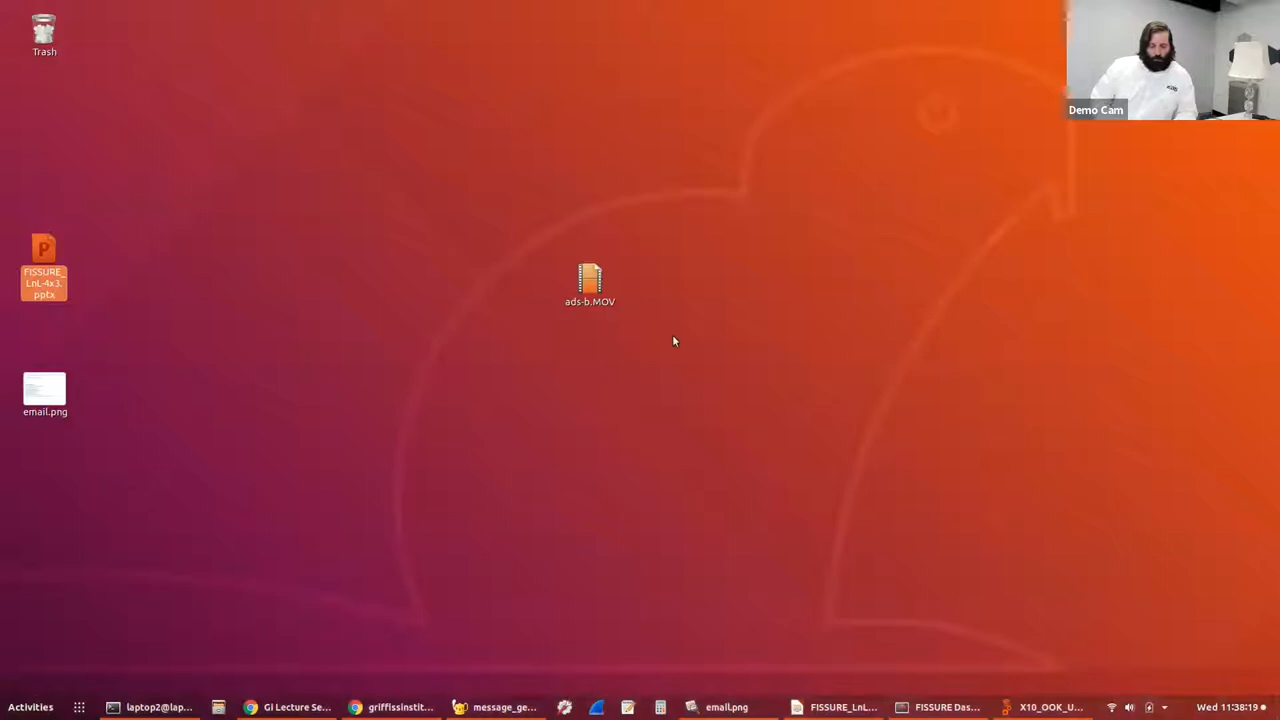 Trash
Demo Cam
FISSURE_
LnL-4x3.
pptx
ads-b.MOV
email.png
Activities
laptop2@lap...
GI Lecture Se...
griffissinstit...
message_ge...
email.png
FISSURE_LnL...
FISSURE Das...
X10_OOK_U...
Wed 11:38:19